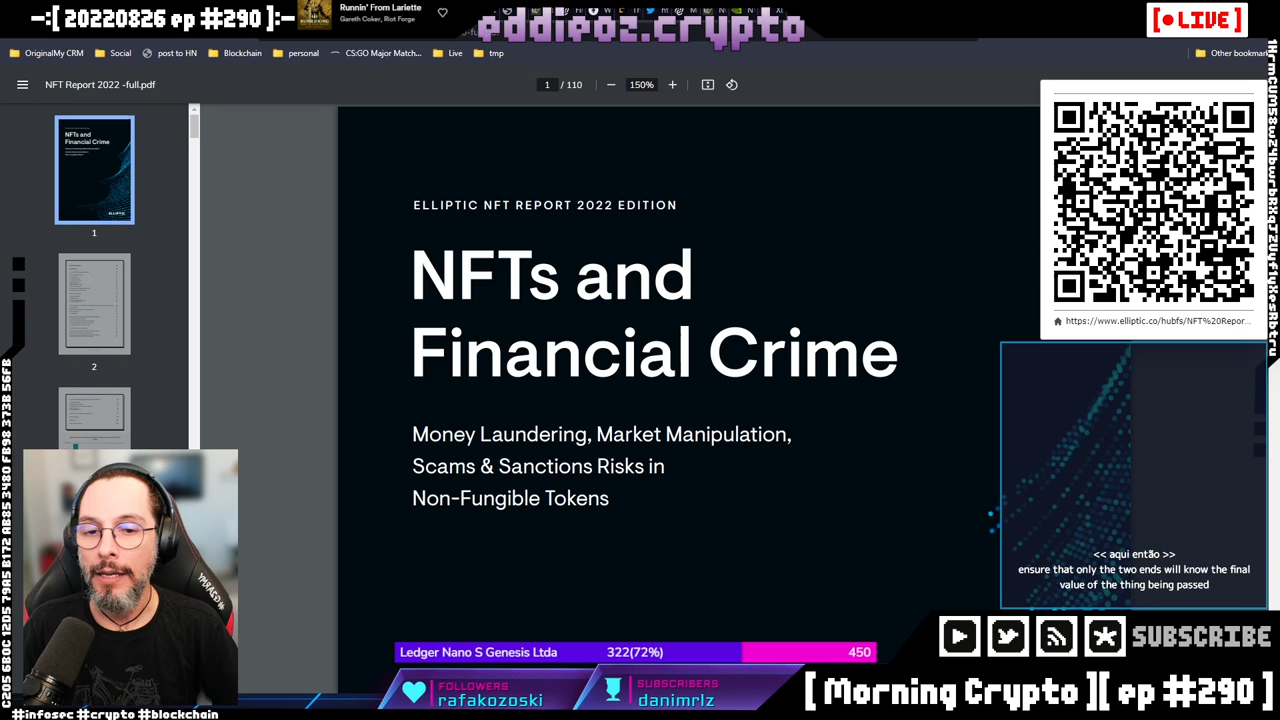 -:[ 20220826 ep #290 ]:-
Runnin' From Lariette
Gareth Coker, Riot Forge
eddieoz.crypto
[● LIVE]
OriginalMy CRM
Social
post to HN
Blockchain
personal
CS:GO Major Match...
Live
tmp
Other bookmar
NFT Report 2022 -full.pdf
1 / 110
150%
NFTs and
Financial Crime
1
2
ELLIPTIC NFT REPORT 2022 EDITION
NFTs and
Financial Crime
Money Laundering, Market Manipulation,
Scams & Sanctions Risks in
Non-Fungible Tokens
https://www.elliptic.co/hubfs/NFT%20Repor...
<< aqui então >>
ensure that only the two ends will know the final
value of the thing being passed
Ledger Nano S Genesis Ltda 322(72%) 450
FOLLOWERS
rafakozoski
SUBSCRIBERS
danimrlz
SUBSCRIBE
[ Morning Crypto ][ ep #290 ]
#infosec #crypto #blockchain